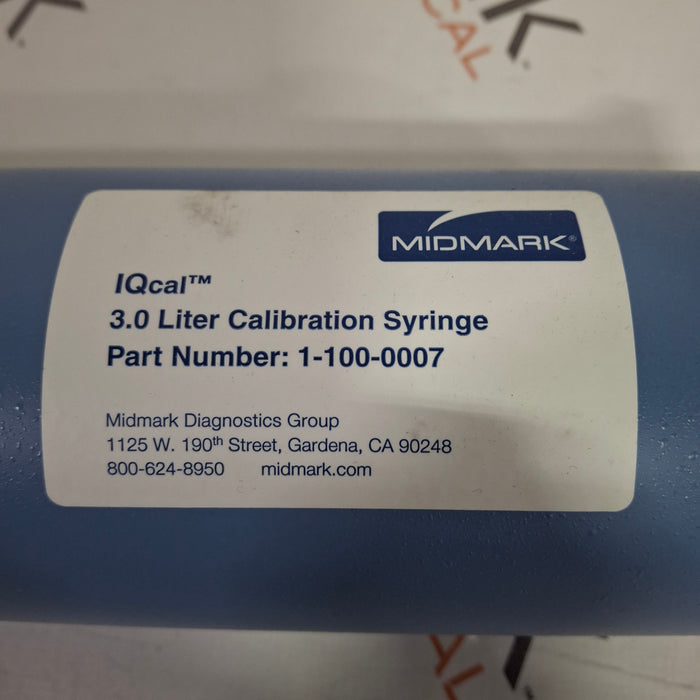 K
CAL
MIDMARK®
IQcal™
3.0 Liter Calibration Syringe
Part Number: 1-100-0007
Midmark Diagnostics Group
1125 W. 190th Street, Gardena, CA 90248
800-624-8950 midmark.com